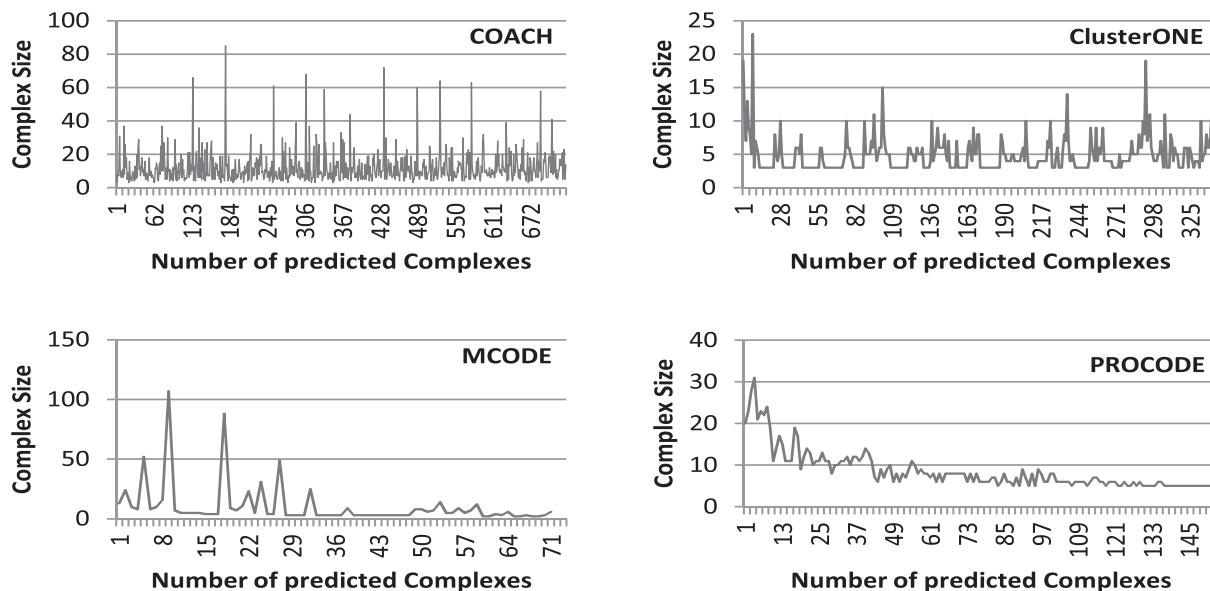 COACH
Complex Size
100
80
60
40
20
0
1 62 123 184 245 306 367 428 489 550 611 672
Number of predicted Complexes
ClusterONE
Complex Size
25
20
15
10
5
0
1 28 55 82 109 136 163 190 217 244 271 298 325
Number of predicted Complexes
MCODE
Complex Size
150
100
50
0
1 8 15 22 29 36 43 50 57 64 71
Number of predicted Complexes
PROCODE
Complex Size
40
30
20
10
0
1 13 25 37 49 61 73 85 97 109 121 133 145
Number of predicted Complexes